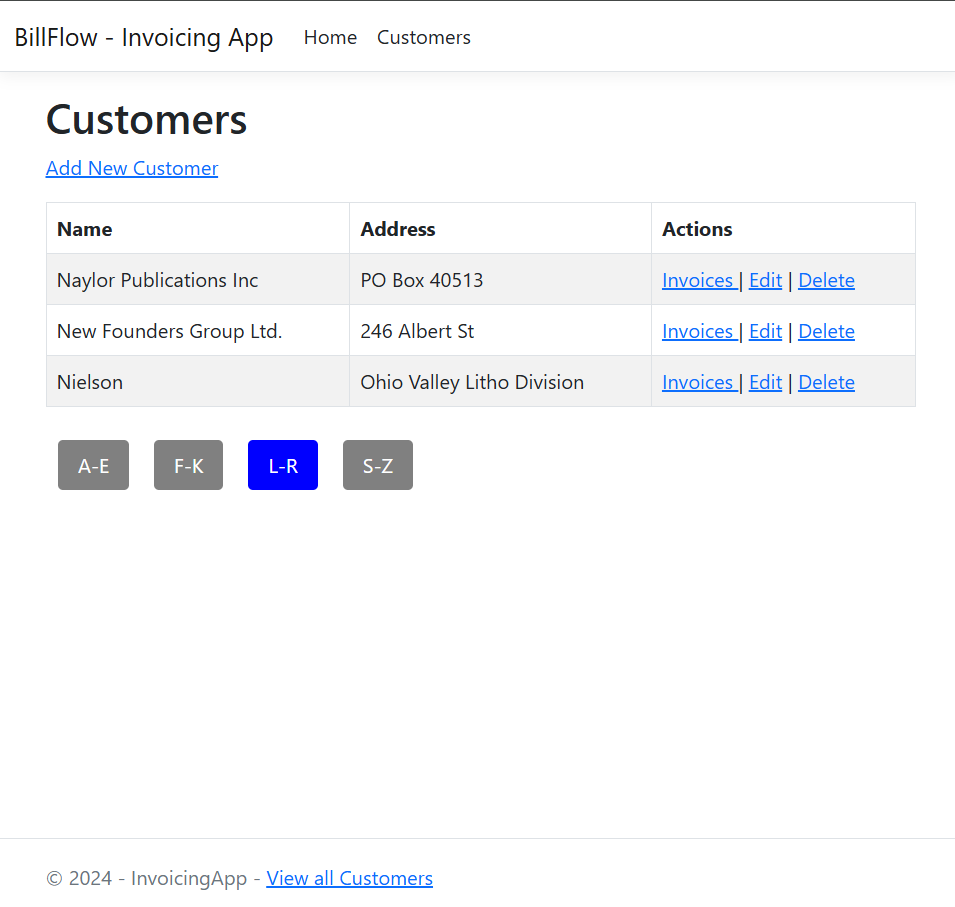 BillFlow - Invoicing App Home Customers
Customers
Add New Customer
Name Address Actions
Naylor Publications Inc PO Box 40513 Invoices | Edit | Delete
New Founders Group Ltd. 246 Albert St Invoices | Edit | Delete
Nielson Ohio Valley Litho Division Invoices | Edit | Delete
A-E F-K L-R S-Z
© 2024 - InvoicingApp - View all Customers